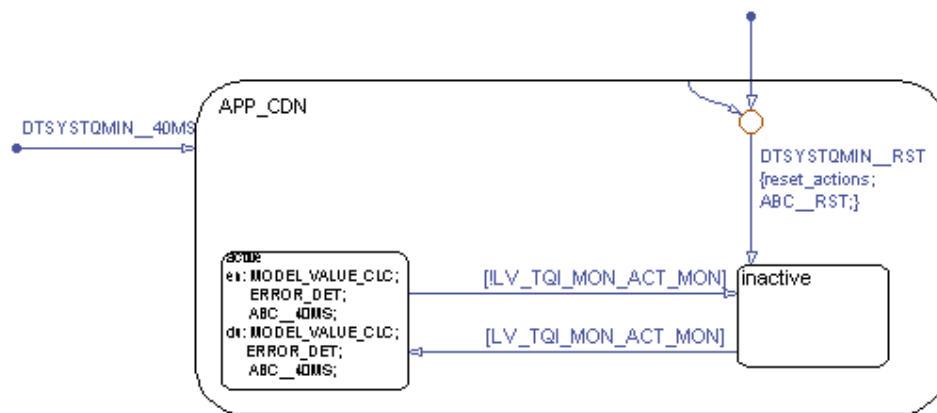 APP_CDN
DTSYSTQMIN__40MS
DTSYSTQMIN__RST
{reset_actions;
ABC__RST;}
active
en: MODEL_VALUE_CLC;
ERROR_DET;
ABC__40MS;
du: MODEL_VALUE_CLC;
ERROR_DET;
ABC__40MS;
[!LV_TQI_MON_ACT_MON]
[LV_TQI_MON_ACT_MON]
inactive